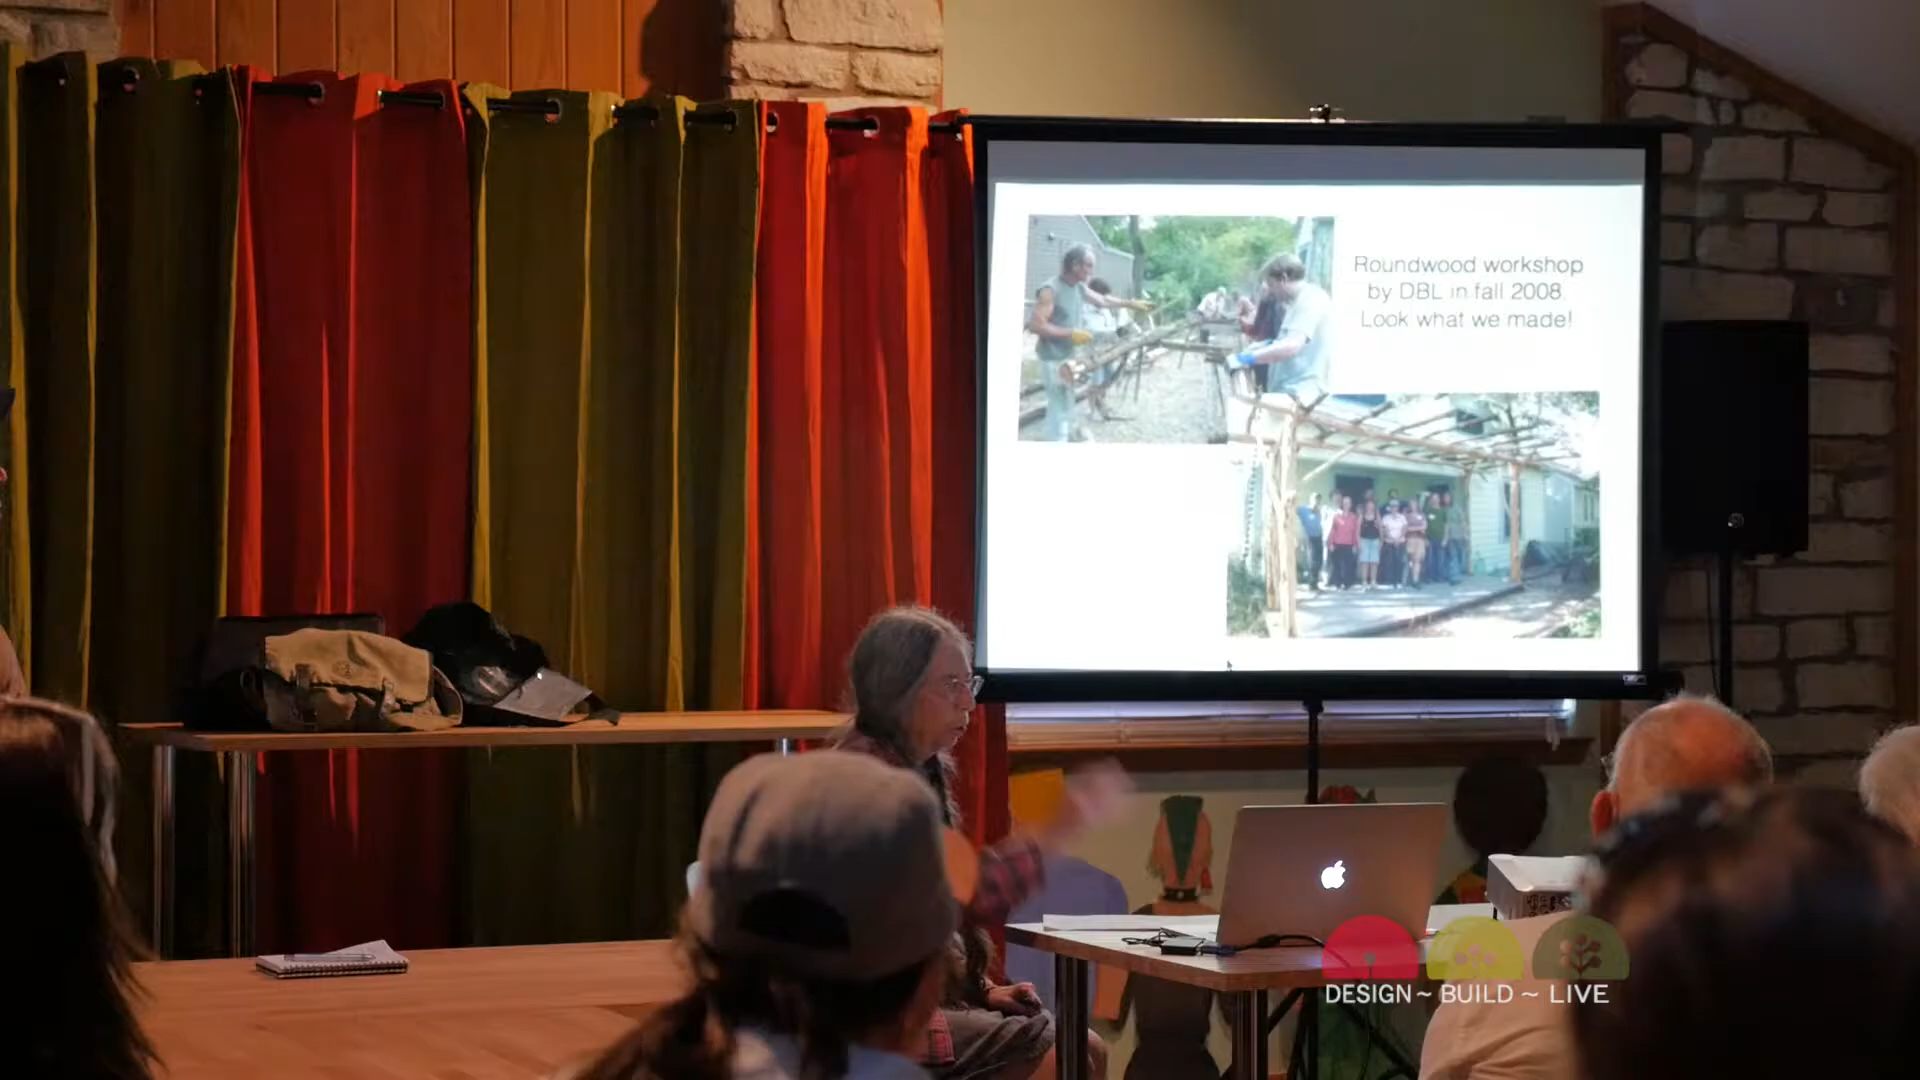 Roundwood workshop
by DBL in fall 2008.
Look what we made!
DESIGN ~ BUILD ~ LIVE